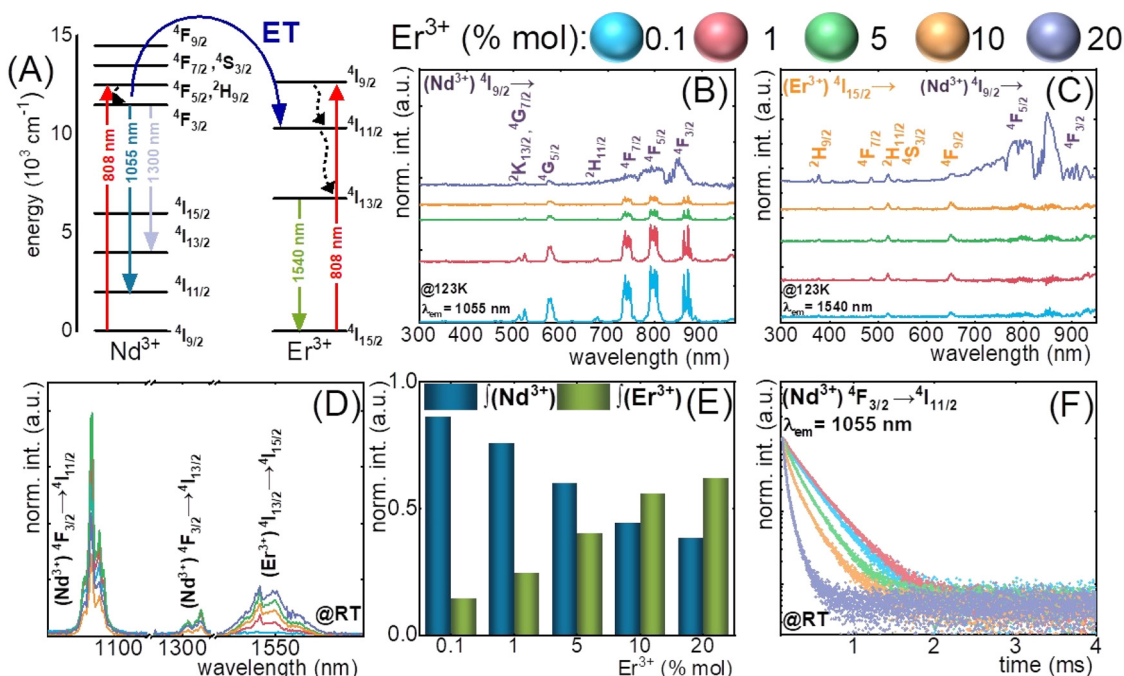 Er³⁺ (% mol): 0.1 1 5 10 20
(A)
ET
energy (10³ cm⁻¹)
15
10
5
0
⁴F₉/₂
⁴F₇/₂ ,⁴S₃/₂
⁴F₅/₂,²H₉/₂
⁴F₃/₂
⁴I₁₅/₂
⁴I₁₃/₂
⁴I₁₁/₂
⁴I₉/₂
808 nm
1055 nm
1300 nm
Nd³⁺
⁴I₉/₂
⁴I₁₁/₂
⁴I₁₃/₂
⁴I₁₅/₂
1540 nm
808 nm
Er³⁺
(B)
(Nd³⁺) ⁴I₉/₂→
²K₁₃/₂, ⁴G₇/₂
⁴G₅/₂
²H₁₁/₂
⁴F₇/₂
⁴F₅/₂
⁴F₃/₂
norm. int. (a.u.)
@123K
λem = 1055 nm
300 400 500 600 700 800 900
wavelength (nm)
(C)
(Er³⁺) ⁴I₁₅/₂→ (Nd³⁺) ⁴I₉/₂→
²H₉/₂
⁴F₇/₂
²H₁₁/₂
⁴S₃/₂
⁴F₉/₂
⁴F₅/₂
⁴F₃/₂
norm. int. (a.u.)
@123K
λem = 1540 nm
300 400 500 600 700 800 900
wavelength (nm)
(D)
norm. int. (a.u.)
(Nd³⁺) ⁴F₃/₂→⁴I₁₁/₂
(Nd³⁺) ⁴F₃/₂→⁴I₁₃/₂
(Er³⁺) ⁴I₁₃/₂→⁴I₁₅/₂
@RT
1100 1300 1550
wavelength (nm)
(E)
∫(Nd³⁺) ∫(Er³⁺)
norm. int. (a.u.)
1.0
0.5
0.0
0.1 1 5 10 20
Er³⁺ (% mol)
(F)
(Nd³⁺) ⁴F₃/₂→⁴I₁₁/₂
λem = 1055 nm
norm. int. (a.u.)
@RT
1 2 3 4
time (ms)